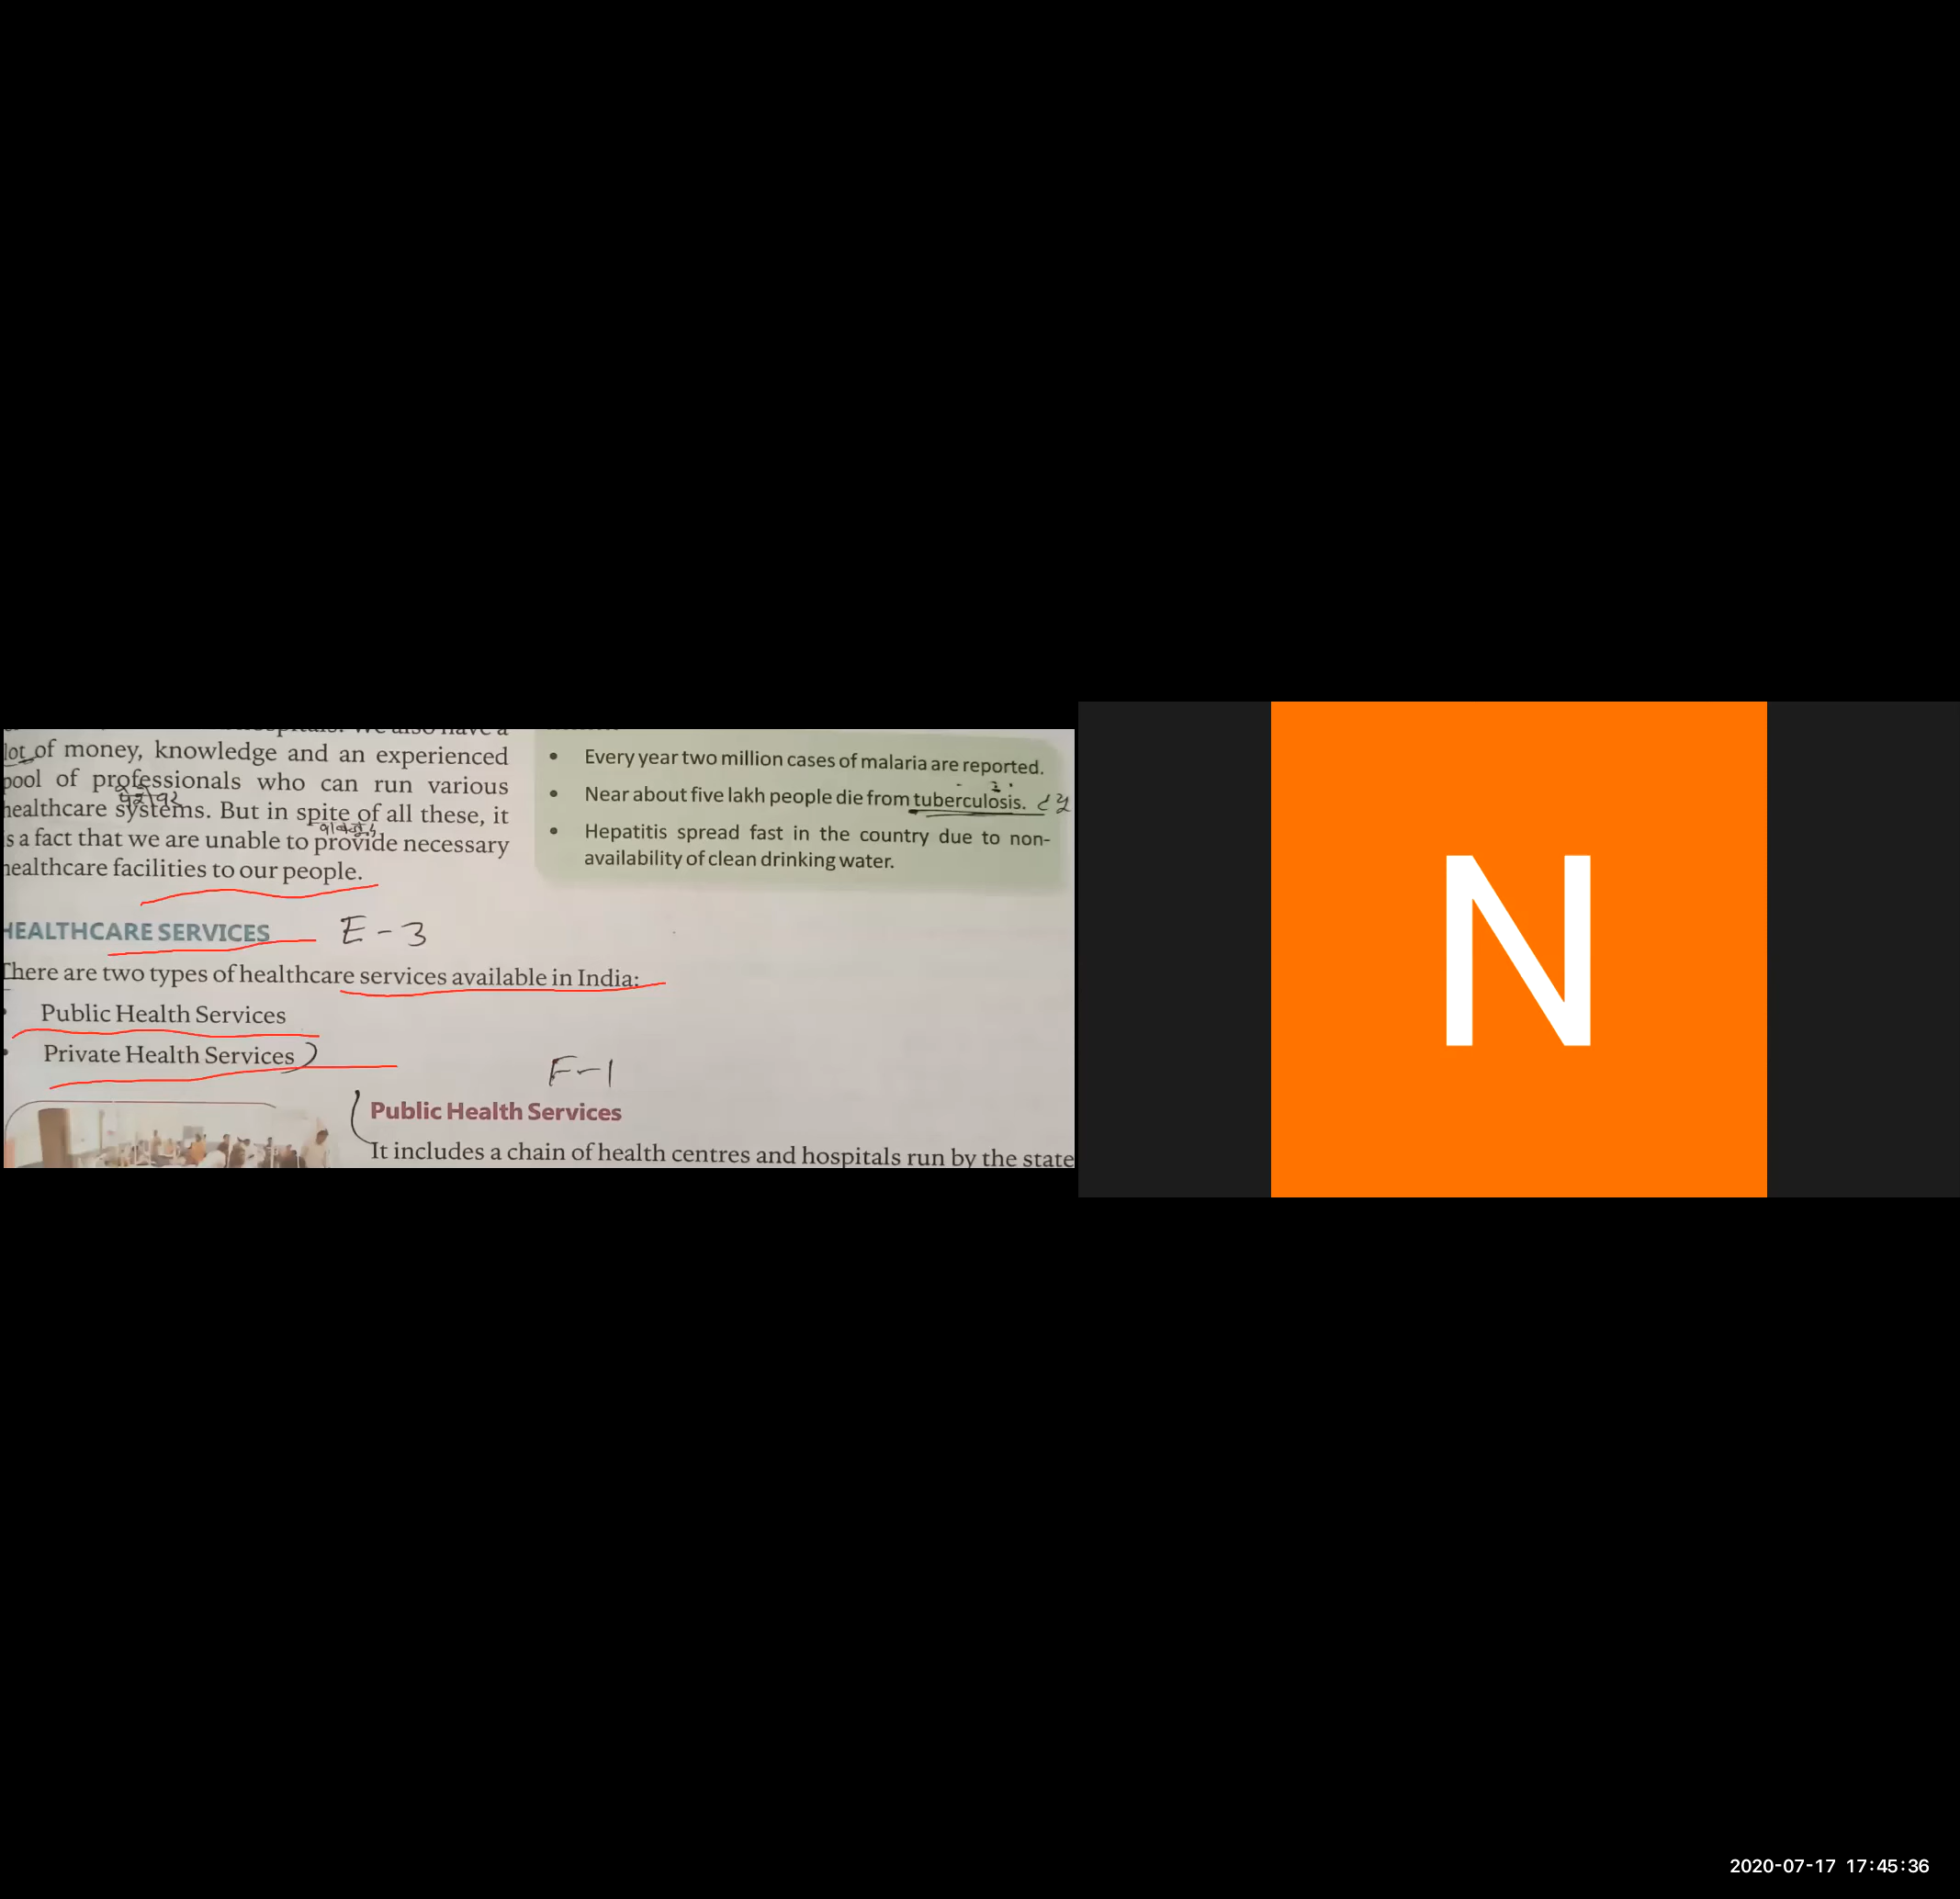 lot of money, knowledge and an experienced
pool of professionals who can run various
healthcare systems. But in spite of all these, it
s a fact that we are unable to provide necessary
healthcare facilities to our people.
HEALTHCARE SERVICES E-3
There are two types of healthcare services available in India:
Public Health Services
Private Health Services
• Every year two million cases of malaria are reported.
• Near about five lakh people die from tuberculosis.
• Hepatitis spread fast in the country due to non-
availability of clean drinking water.
F-1
Public Health Services
It includes a chain of health centres and hospitals run by the state
N
2020-07-17 17:45:36